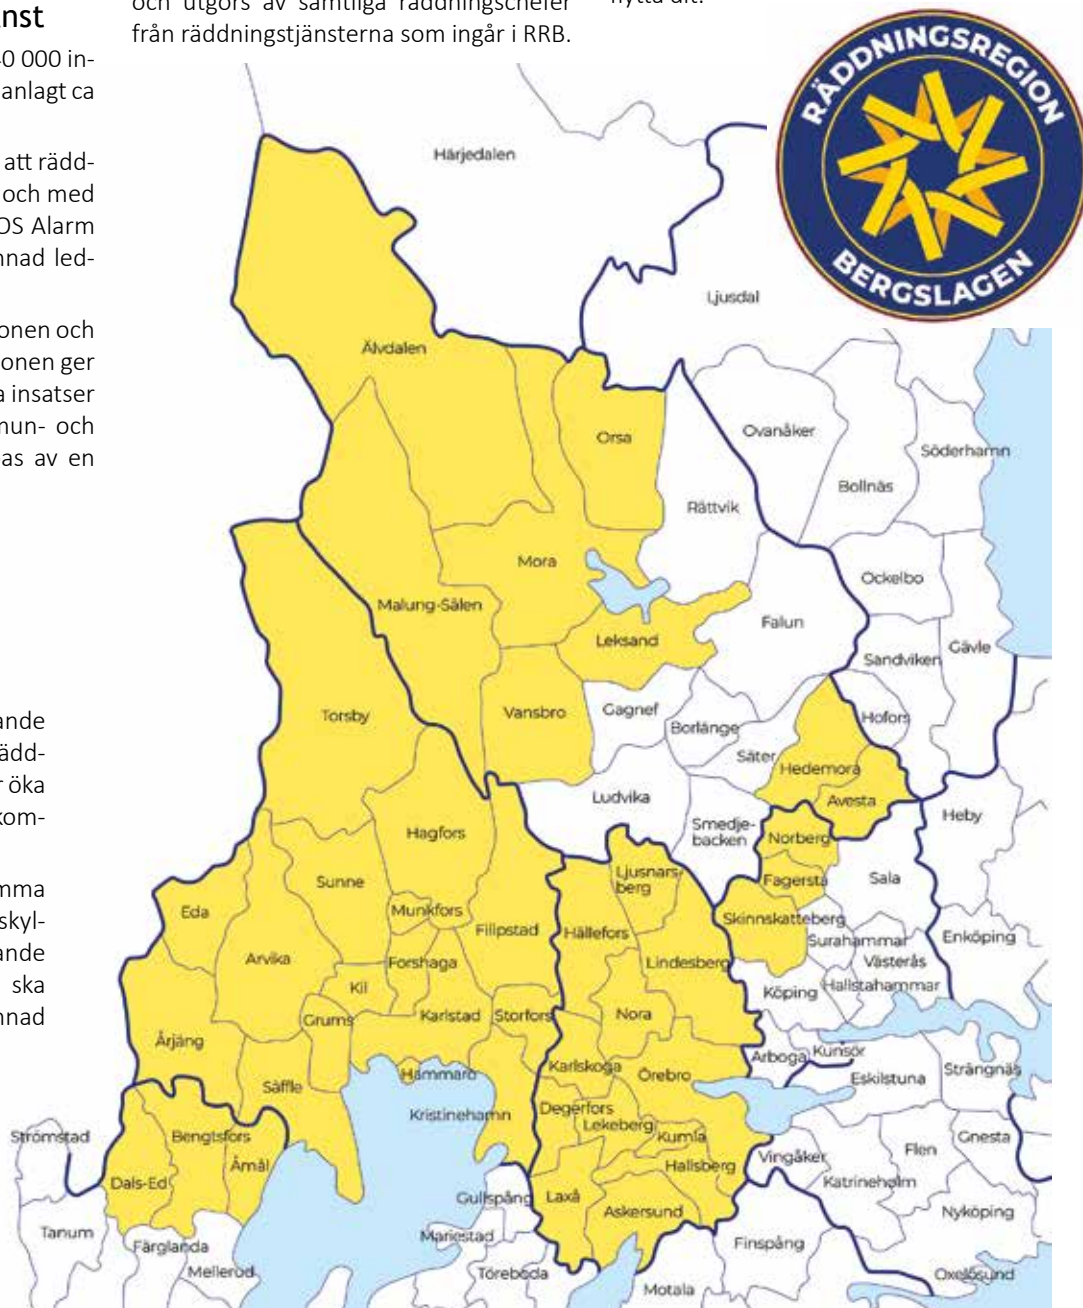 nst
och utgörs av samtliga räddningschefer
från räddningstjänsterna som ingår i RRB.
0 000 in-
anlagt ca
att rädd-
och med
OS Alarm
nnad led-
onen och
onen ger
a insatser
mun- och
as av en
ande
rädd-
r öka
kom-
mma
skyl-
ande
ska
nnad
RÄDDNINGSREGION
BERGSLAGEN
Härjedalen
Ljusdal
Älvdalen
Orsa
Ovanåker
Söderhamn
Bollnäs
Rättvik
Mora
Ockelbo
Malung-Sälen
Falun
Leksand
Gävle
Sandviken
Torsby
Vansbro
Gagnef
Borlänge
Hofors
Säter
Hedemora
Ludvika
Avesta
Heby
Smedje-
backen
Norberg
Hagfors
Ljusnars-
berg
Fagersta
Sala
Sunne
Munkfors
Eda
Skinnskatteberg
Filipstad
Hällefors
Surahammar
Enköping
Arvika
Forshaga
Lindesberg
Västerås
Kil
Köping
Hallstahammar
Grums
Karlstad
Storfors
Nora
Årjäng
Arboga
Kungsör
Karlskoga
Örebro
Strängnäs
Eskilstuna
Säffle
Hammarö
Kristinehamn
Degerfors
Lekeberg
Kumla
Strömstad
Bengtsfors
Flen
Gnesta
Vingåker
Åmål
Hallsberg
Dals-Ed
Katrineholm
Gullspång
Laxå
Askersund
Nyköping
Tanum
Mariestad
Färglanda
Finspång
Mellerud
Töreboda
Oxelösund
Motala